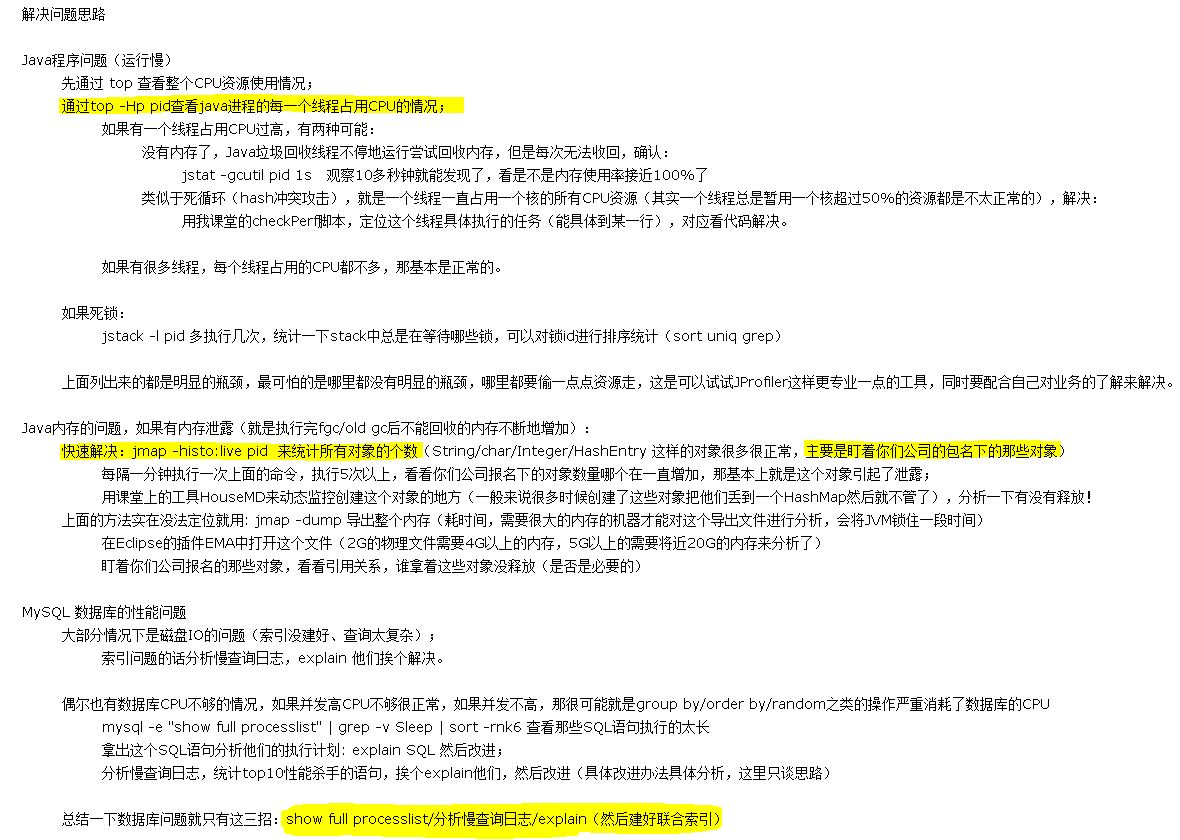 解决问题思路
Java程序问题（运行慢）
先通过 top 查看整个CPU资源使用情况；
通过top -Hp pid查看java进程的每一个线程占用CPU的情况；
如果有一个线程占用CPU过高，有两种可能：
没有内存了，Java垃圾回收线程不停地运行尝试回收内存，但是每次无法收回，确认：
jstat -gcutil pid 1s 观察10多秒钟就能发现了，看是不是内存使用率接近100%了
类似于死循环（hash冲突攻击），就是一个线程一直占用一个核的所有CPU资源（其实一个线程总是暂用一个核超过50%的资源都是不太正常的），解决：
用我课堂的checkPerf脚本，定位这个线程具体执行的任务（能具体到某一行），对应看代码解决。
如果有很多线程，每个线程占用的CPU都不多，那基本是正常的。
如果死锁：
jstack -l pid 多执行几次，统计一下stack中总是在等待哪些锁，可以对锁id进行排序统计（sort uniq grep）
上面列出来的都是明显的瓶颈，最可怕的是哪里都没有明显的瓶颈，哪里都要偷一点点资源走，这是可以试试JProfiler这样更专业一点的工具，同时要配合自己对业务的了解来解决。
Java内存的问题，如果有内存泄露（就是执行完fgc/old gc后不能回收的内存不断地增加）：
快速解决：jmap -histo:live pid 来统计所有对象的个数（String/char/Integer/HashEntry 这样的对象很多很正常，主要是盯着你们公司的包名下的那些对象）
每隔一分钟执行一次上面的命令，执行5次以上，看看你们公司报名下的对象数量哪个在一直增加，那基本上就是这个对象引起了泄露；
用课堂上的工具HouseMD来动态监控创建这个对象的地方（一般来说很多时候创建了这些对象把他们丢到一个HashMap然后就不管了），分析一下有没有释放！
上面的方法实在没法定位就用: jmap -dump 导出整个内存（耗时间，需要很大的内存的机器才能对这个导出文件进行分析，会将JVM锁住一段时间）
在Eclipse的插件EMA中打开这个文件（2G的物理文件需要4G以上的内存，5G以上的需要将近20G的内存来分析了）
盯着你们公司报名的那些对象，看看引用关系，谁拿着这些对象没释放（是否是必要的）
MySQL 数据库的性能问题
大部分情况下是磁盘IO的问题（索引没建好、查询太复杂）；
索引问题的话分析慢查询日志，explain 他们挨个解决。
偶尔也有数据库CPU不够的情况，如果并发高CPU不够很正常，如果并发不高，那很可能就是group by/order by/random之类的操作严重消耗了数据库的CPU
mysql -e "show full processlist" | grep -v Sleep | sort -rnk6 查看那些SQL语句执行的太长
拿出这个SQL语句分析他们的执行计划: explain SQL 然后改进；
分析慢查询日志，统计top10性能杀手的语句，挨个explain他们，然后改进（具体改进办法具体分析，这里只谈思路）
总结一下数据库问题就只有这三招：show full processlist/分析慢查询日志/explain（然后建好联合索引）